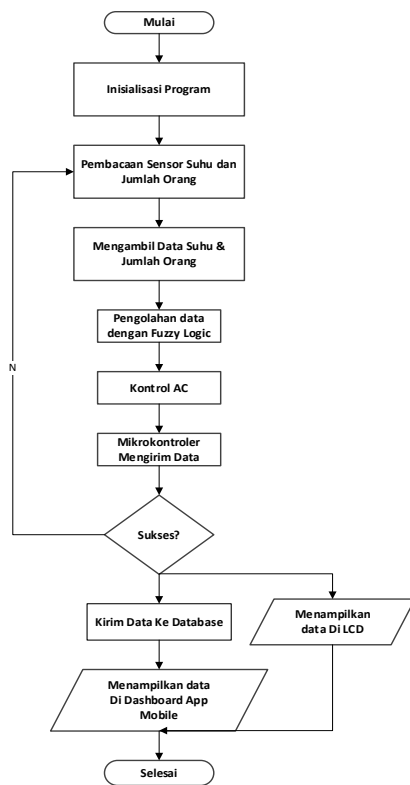 Mulai
Inisialisasi Program
Pembacaan Sensor Suhu dan
Jumlah Orang
Mengambil Data Suhu &
Jumlah Orang
Pengolahan data
dengan Fuzzy Logic
N
Kontrol AC
Mikrokontroler
Mengirim Data
Sukses?
Kirim Data Ke Database
Menampilkan
data Di LCD
Menampilkan data
Di Dashboard App
Mobile
Selesai